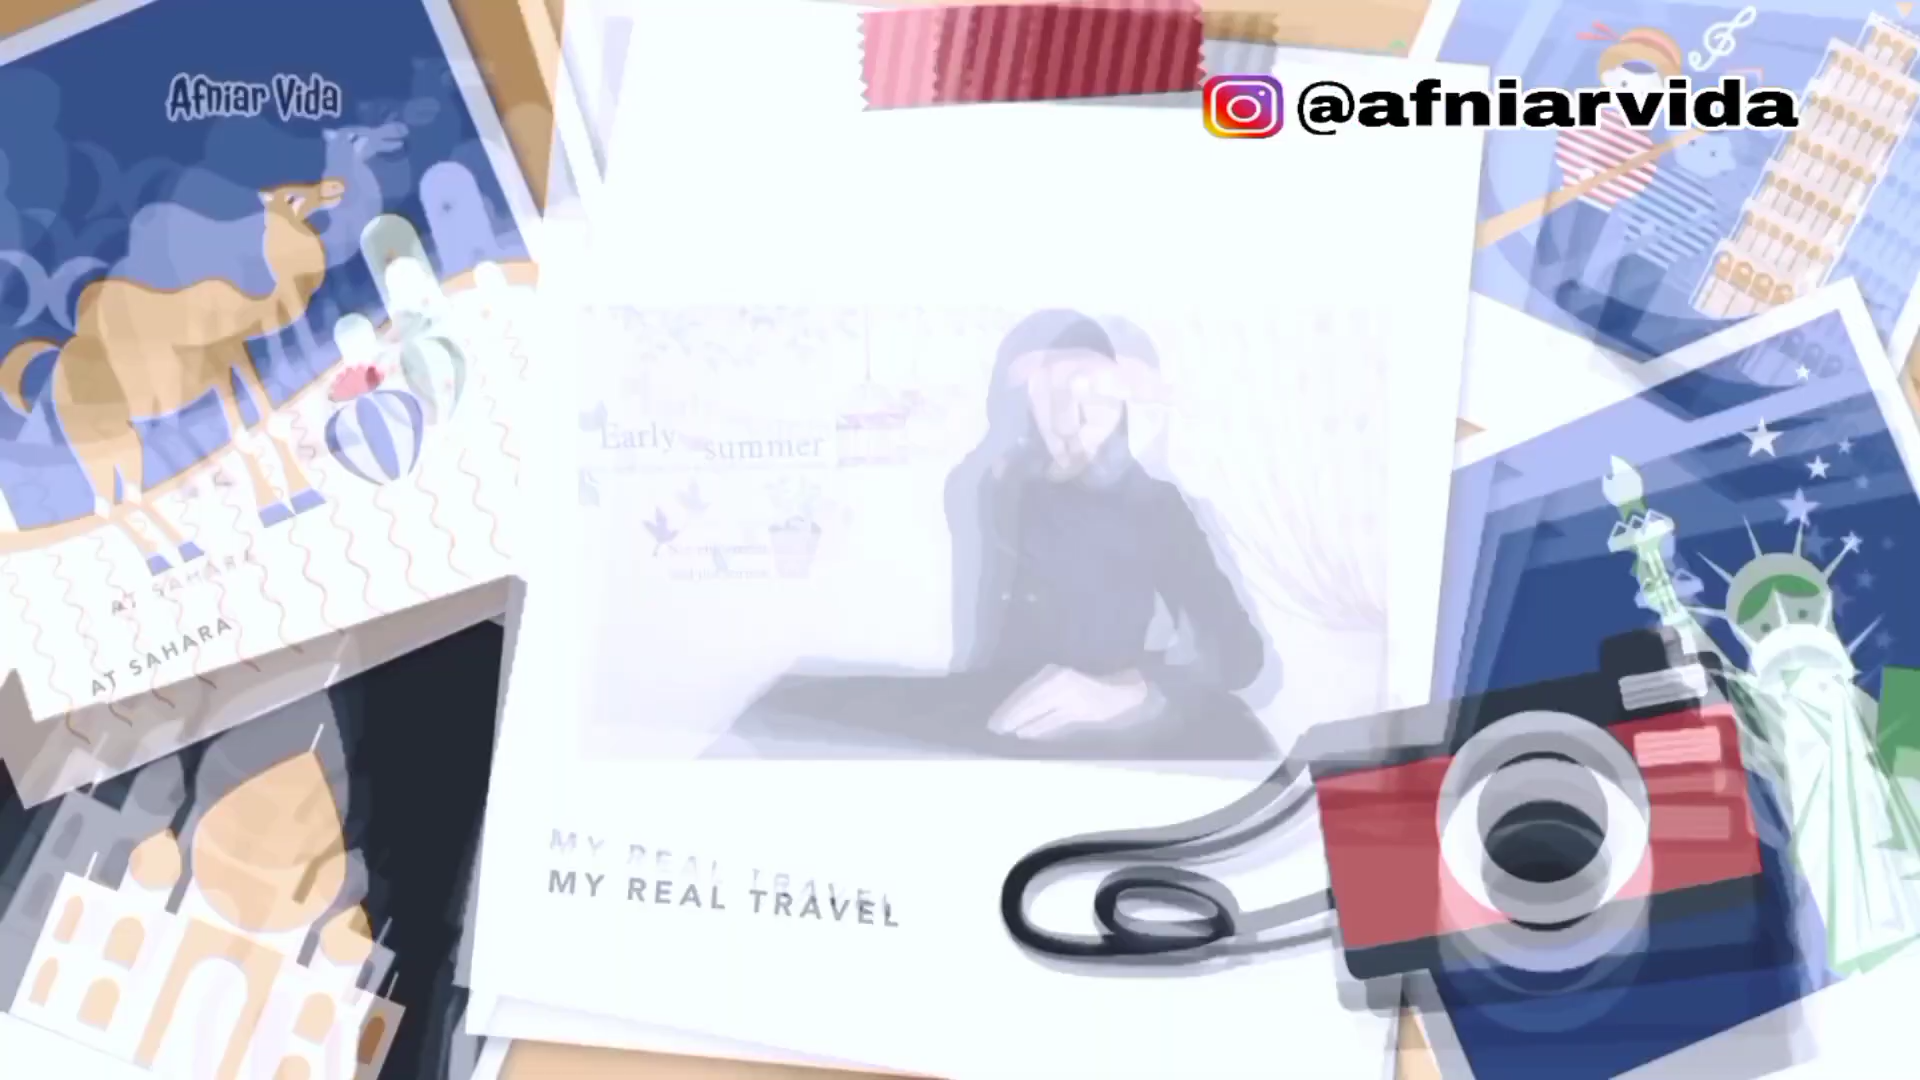 Afniar Vida
@afniarvida
Early summer
AT SAHARA
AT SAHARA
MY REAL TRAVEL
MY REAL TRAVEL